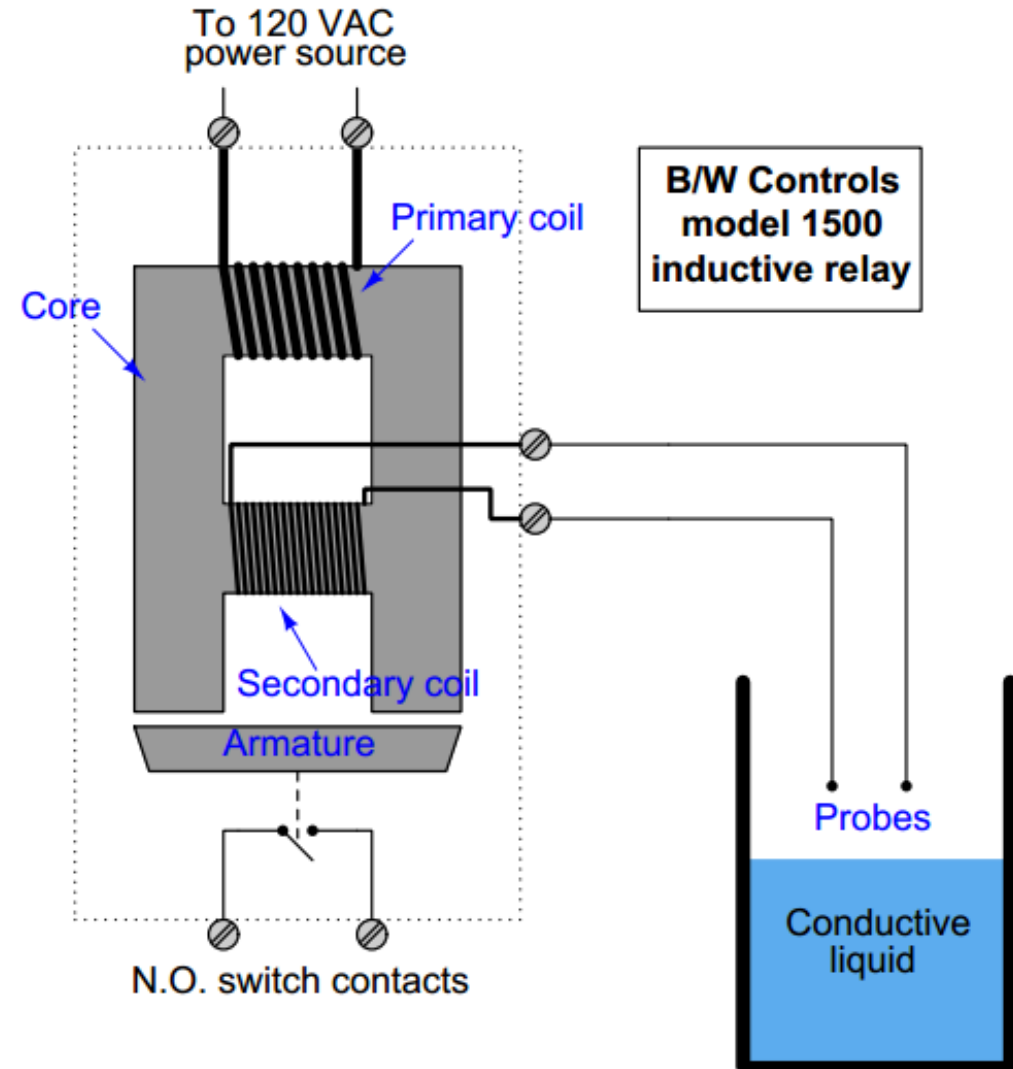 To 120 VAC
power source
B/W Controls
model 1500
inductive relay
Primary coil
Core
Secondary coil
Armature
Probes
Conductive
liquid
N.O. switch contacts